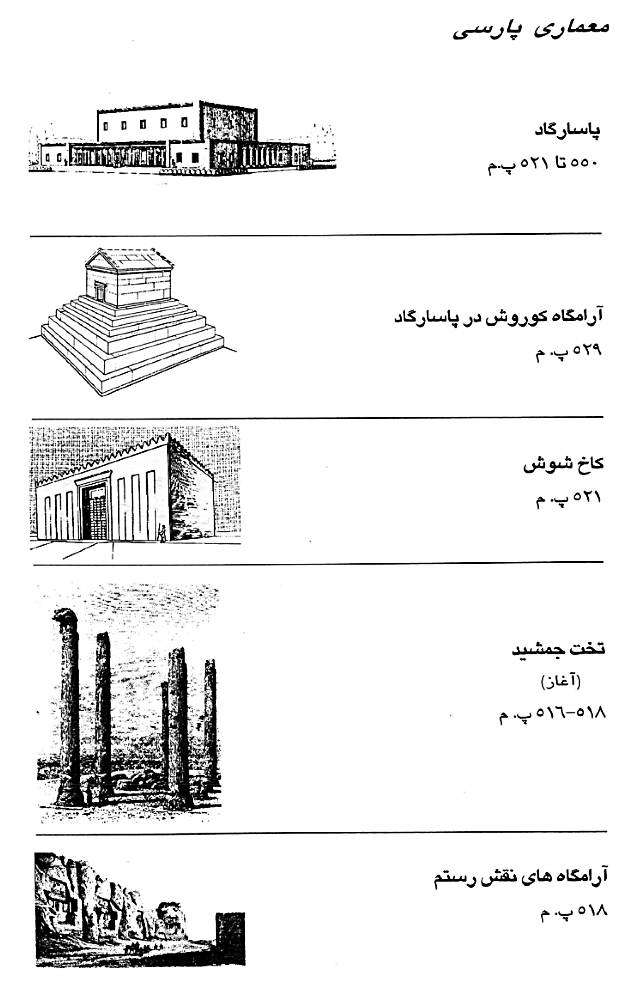 معماری پارسی
پاسارگاد
۵۵۰ تا ۵۲۱ پ.م
آرامگاه کوروش در پاسارگاد
۵۲۹ پ. م
کاخ شوش
۵۲۱ پ. م
تخت جمشید
(آغاز)
۵۱۸–۵۱۶ پ. م
آرامگاه های نقش رستم
۵۱۸ پ. م